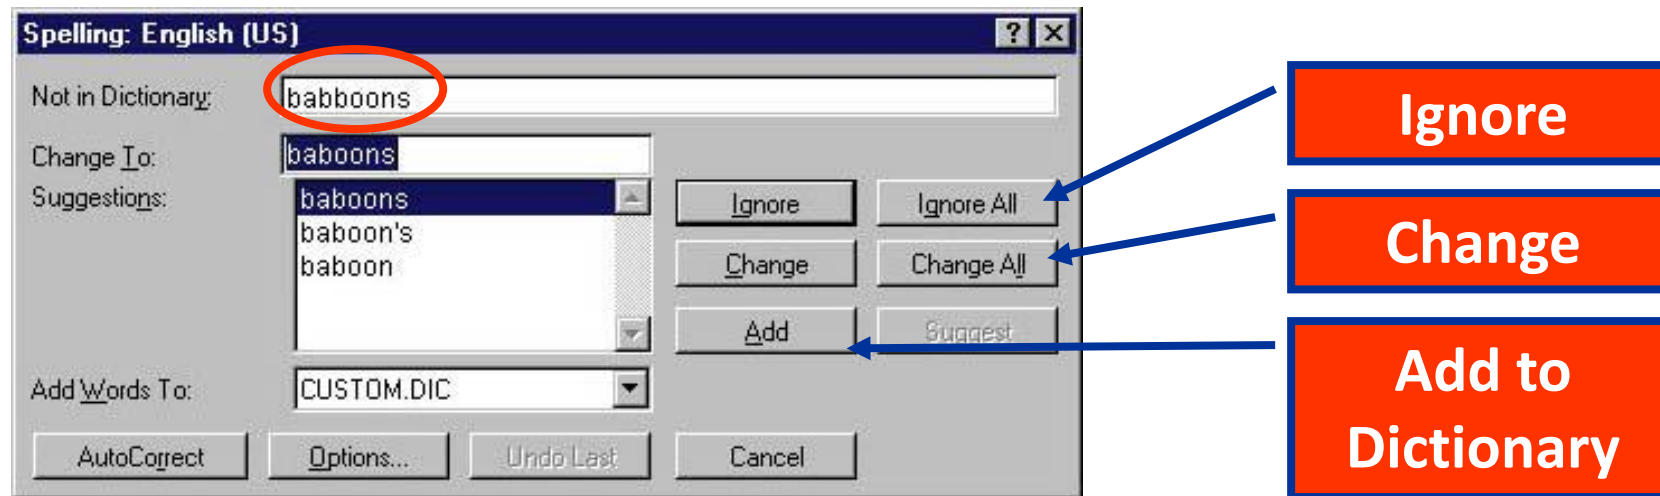 Spelling: English (US)
Not in Dictionary: babboons
Change To: baboons
Suggestions: baboons
baboon's
baboon
Ignore Ignore All
Change Change All
Add Suggest
Add Words To: CUSTOM.DIC
AutoCorrect Options... Undo Last Cancel
Ignore
Change
Add to
Dictionary